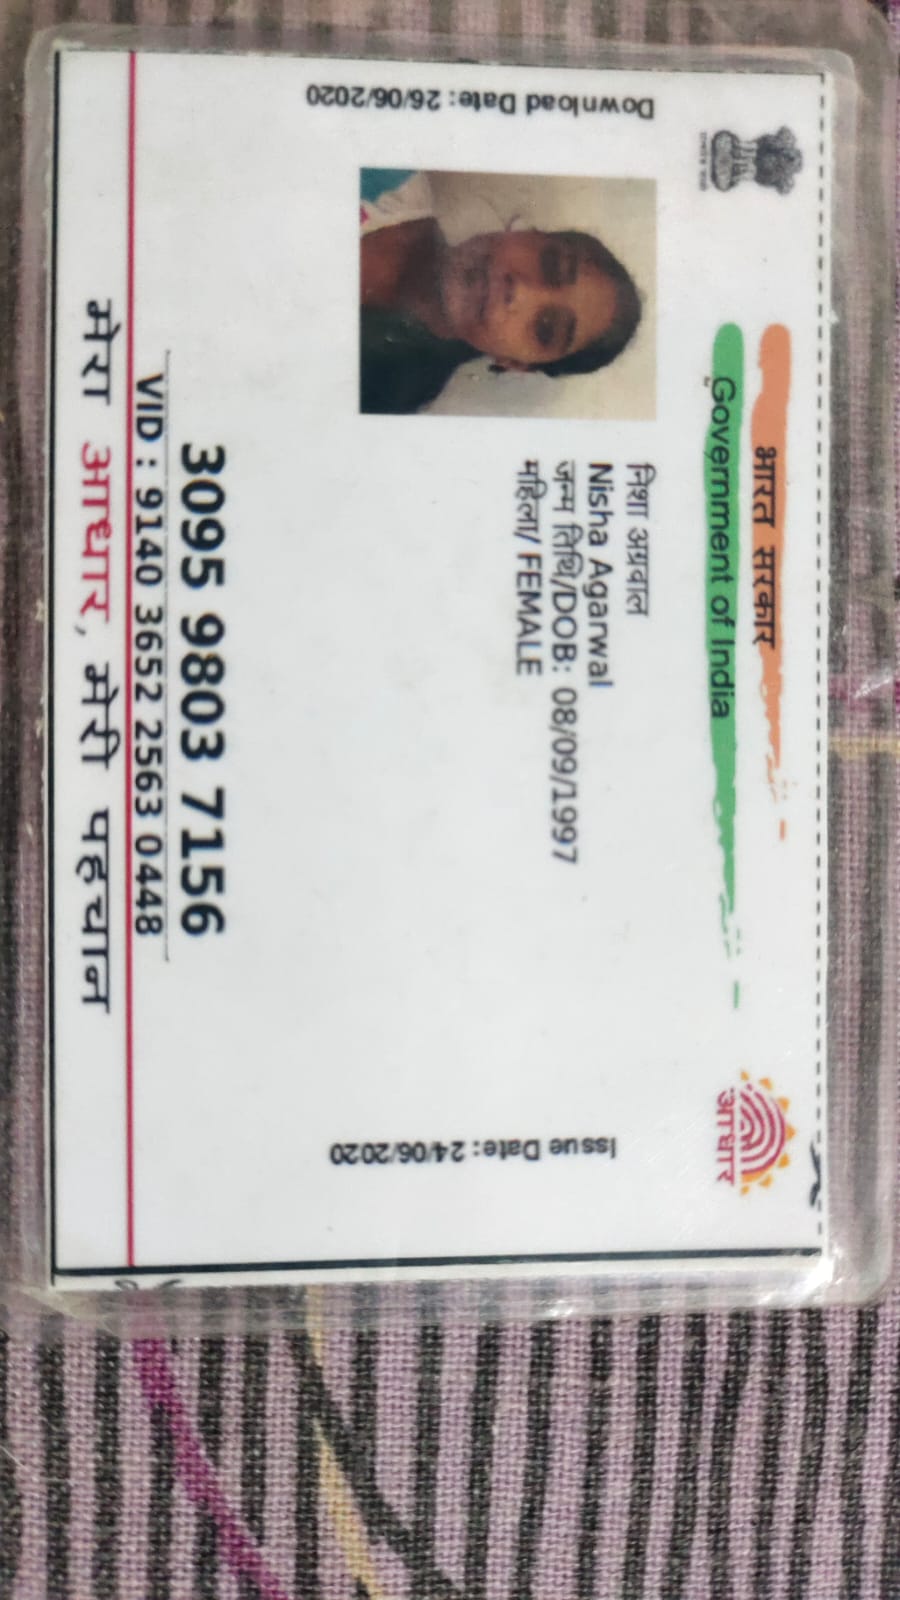 भारत सरकार
Government of India
आधार
Download Date: 26/06/2020
निशा अग्रवाल
Nisha Agarwal
जन्म तिथि/DOB: 08/09/1997
महिला/ FEMALE
Issue Date: 24/06/2020
3095 9803 7156
VID : 9140 3652 2563 0448
मेरा आधार, मेरी पहचान